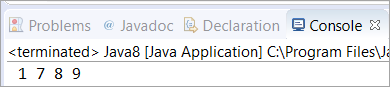 Problems @ Javadoc Declaration Console
<terminated> Java8 [Java Application] C:\Program Files\Ja
1 7 8 9